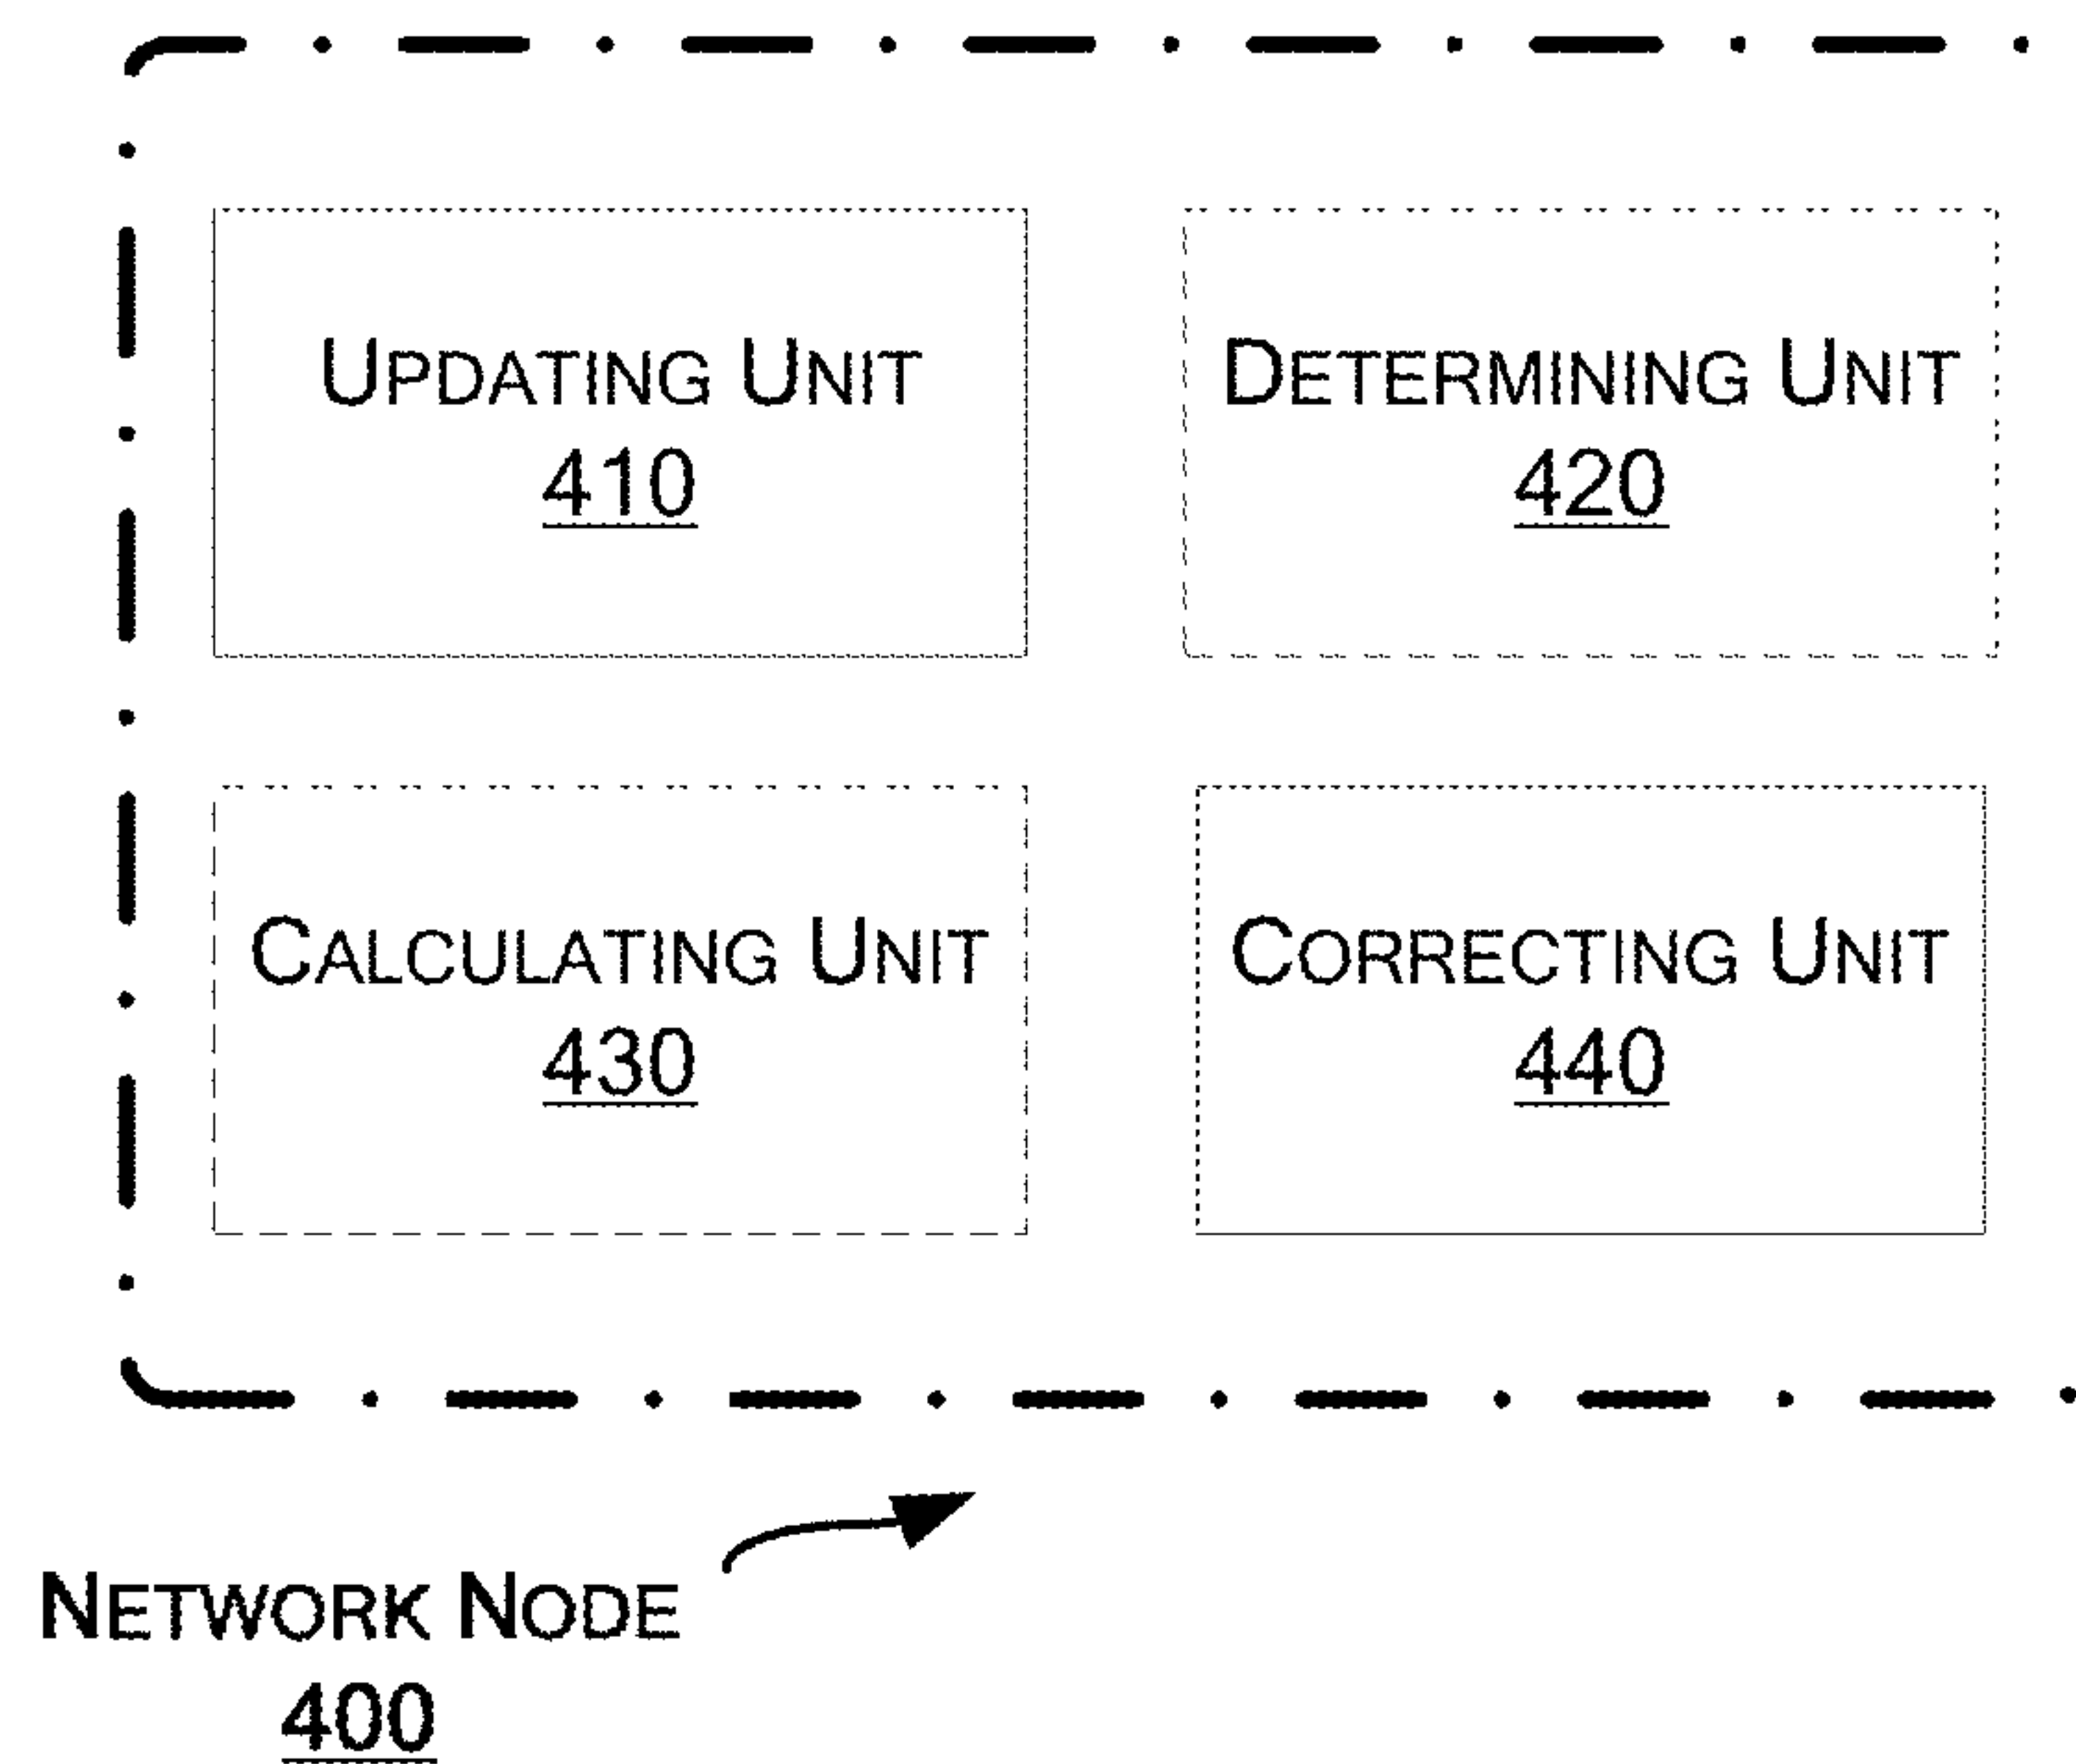 UPDATING UNIT
410
DETERMINING UNIT
420
CALCULATING UNIT
430
CORRECTING UNIT
440
NETWORK NODE
400